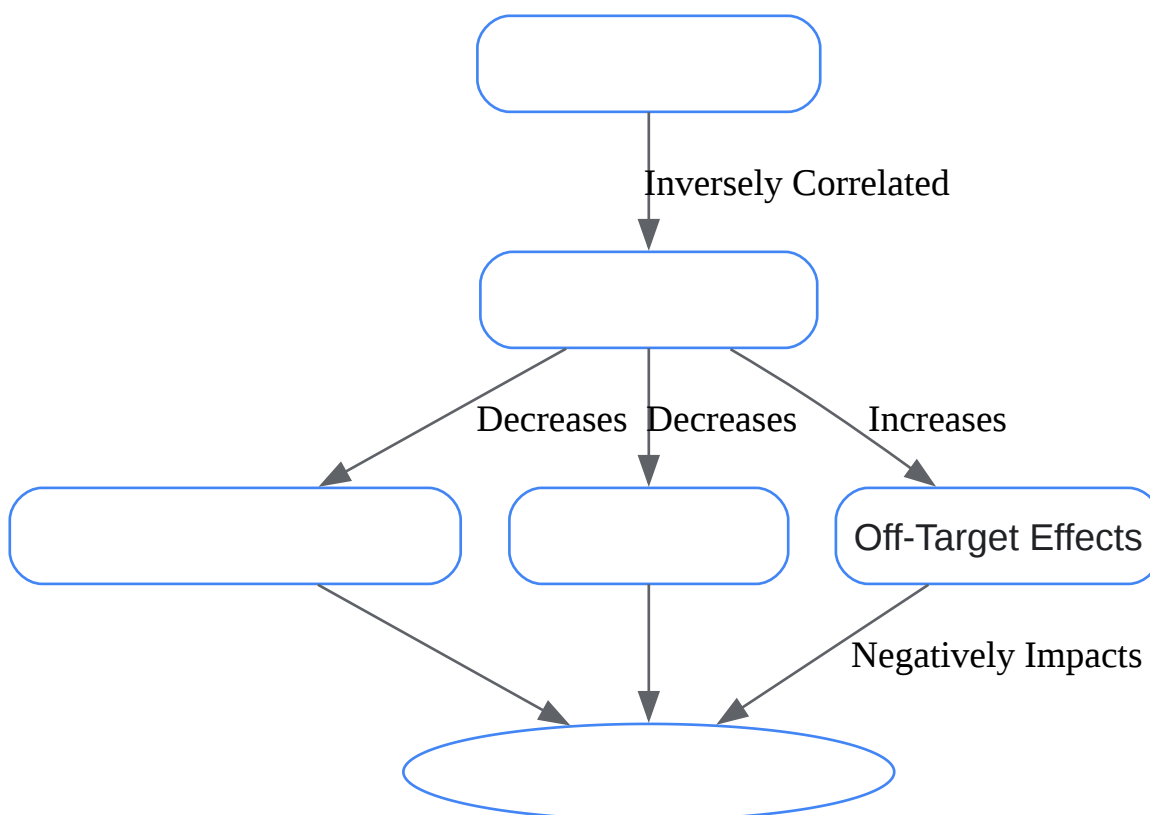 Inversely Correlated
Decreases
Decreases
Increases
Off-Target Effects
Negatively Impacts